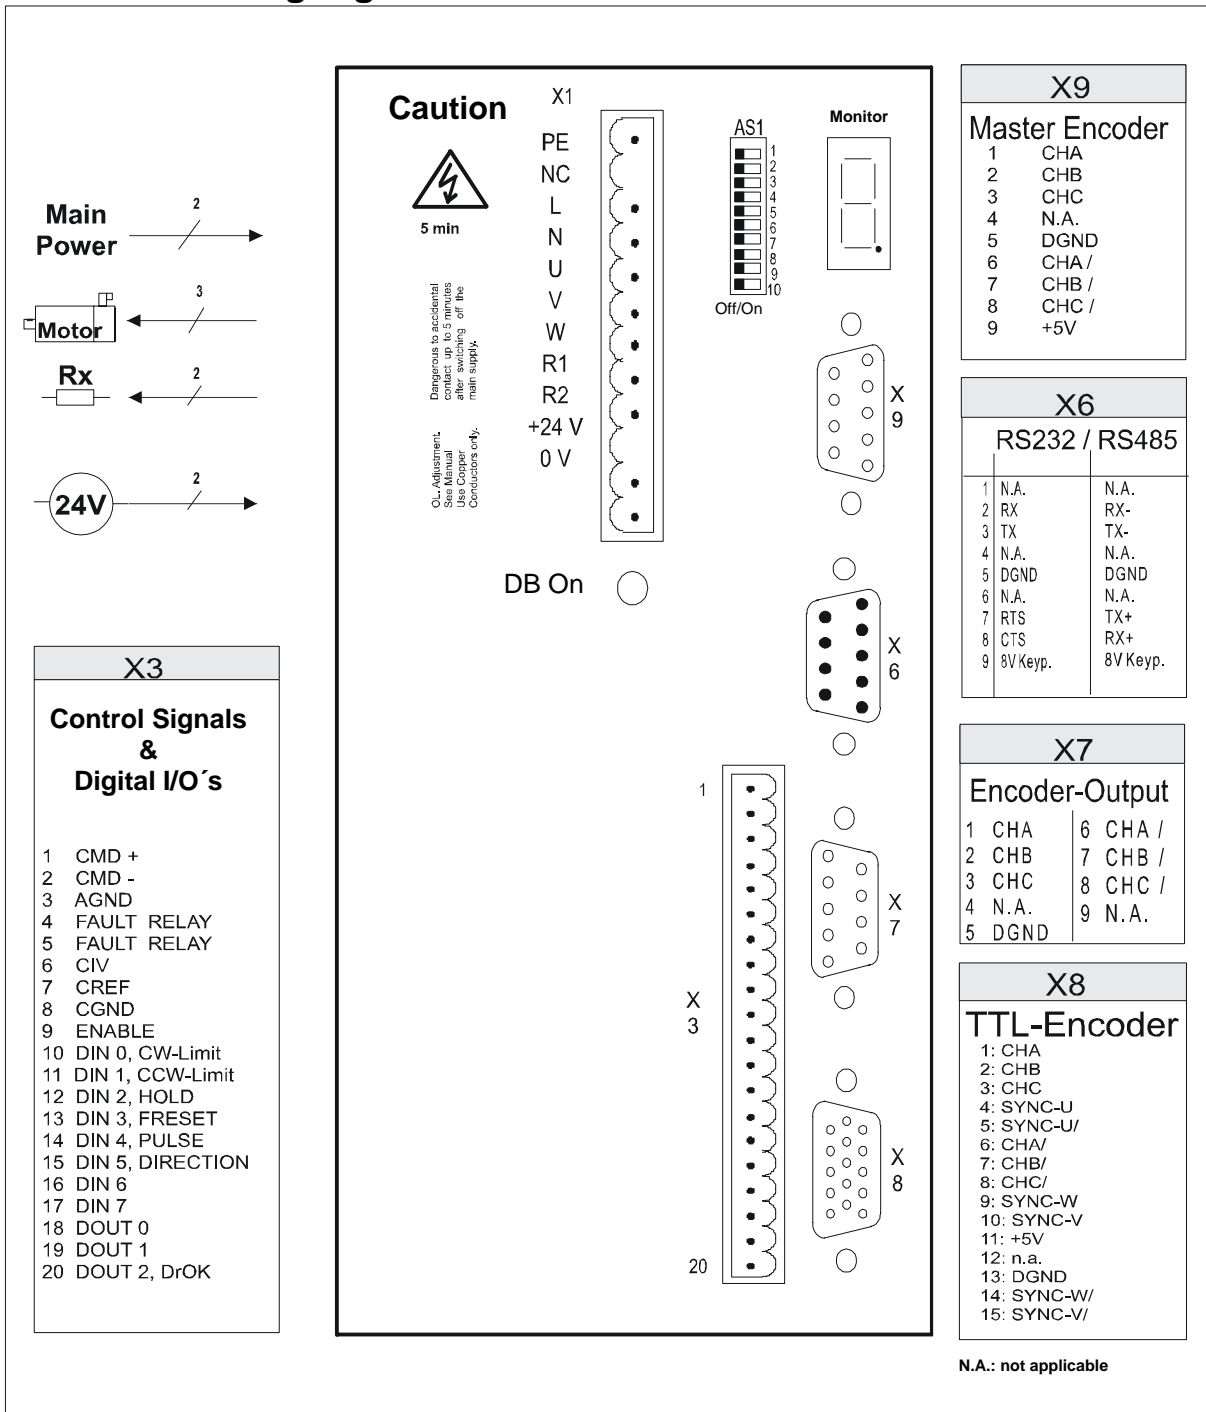 Main
Power
2
Motor
3
Rx
2
24V
2
X3
Control Signals
&
Digital I/O´s
1 CMD +
2 CMD -
3 AGND
4 FAULT RELAY
5 FAULT RELAY
6 CIV
7 CREF
8 CGND
9 ENABLE
10 DIN 0, CW-Limit
11 DIN 1, CCW-Limit
12 DIN 2, HOLD
13 DIN 3, FRESET
14 DIN 4, PULSE
15 DIN 5, DIRECTION
16 DIN 6
17 DIN 7
18 DOUT 0
19 DOUT 1
20 DOUT 2, DrOK
Caution
5 min
Dangerous to accidental
contact up to 5 minutes
after switching off the
main supply.
OL. Adjustment.
See Manual
Use Copper
Conductors only.
X1
PE
NC
L
N
U
V
W
R1
R2
+24 V
0 V
DB On
AS1
1
2
3
4
5
6
7
8
9
10
Off/On
Monitor
X
9
X
6
X
7
X
8
1
X
3
20
X9
Master Encoder
1 CHA
2 CHB
3 CHC
4 N.A.
5 DGND
6 CHA /
7 CHB /
8 CHC /
9 +5V
X6
RS232 / RS485
1 N.A. N.A.
2 RX RX-
3 TX TX-
4 N.A. N.A.
5 DGND DGND
6 N.A. N.A.
7 RTS TX+
8 CTS RX+
9 8V Keyp. 8V Keyp.
X7
Encoder-Output
1 CHA 6 CHA /
2 CHB 7 CHB /
3 CHC 8 CHC /
4 N.A. 9 N.A.
5 DGND
X8
TTL-Encoder
1: CHA
2: CHB
3: CHC
4: SYNC-U
5: SYNC-U/
6: CHA/
7: CHB/
8: CHC/
9: SYNC-W
10: SYNC-V
11: +5V
12: n.a.
13: DGND
14: SYNC-W/
15: SYNC-V/
N.A.: not applicable